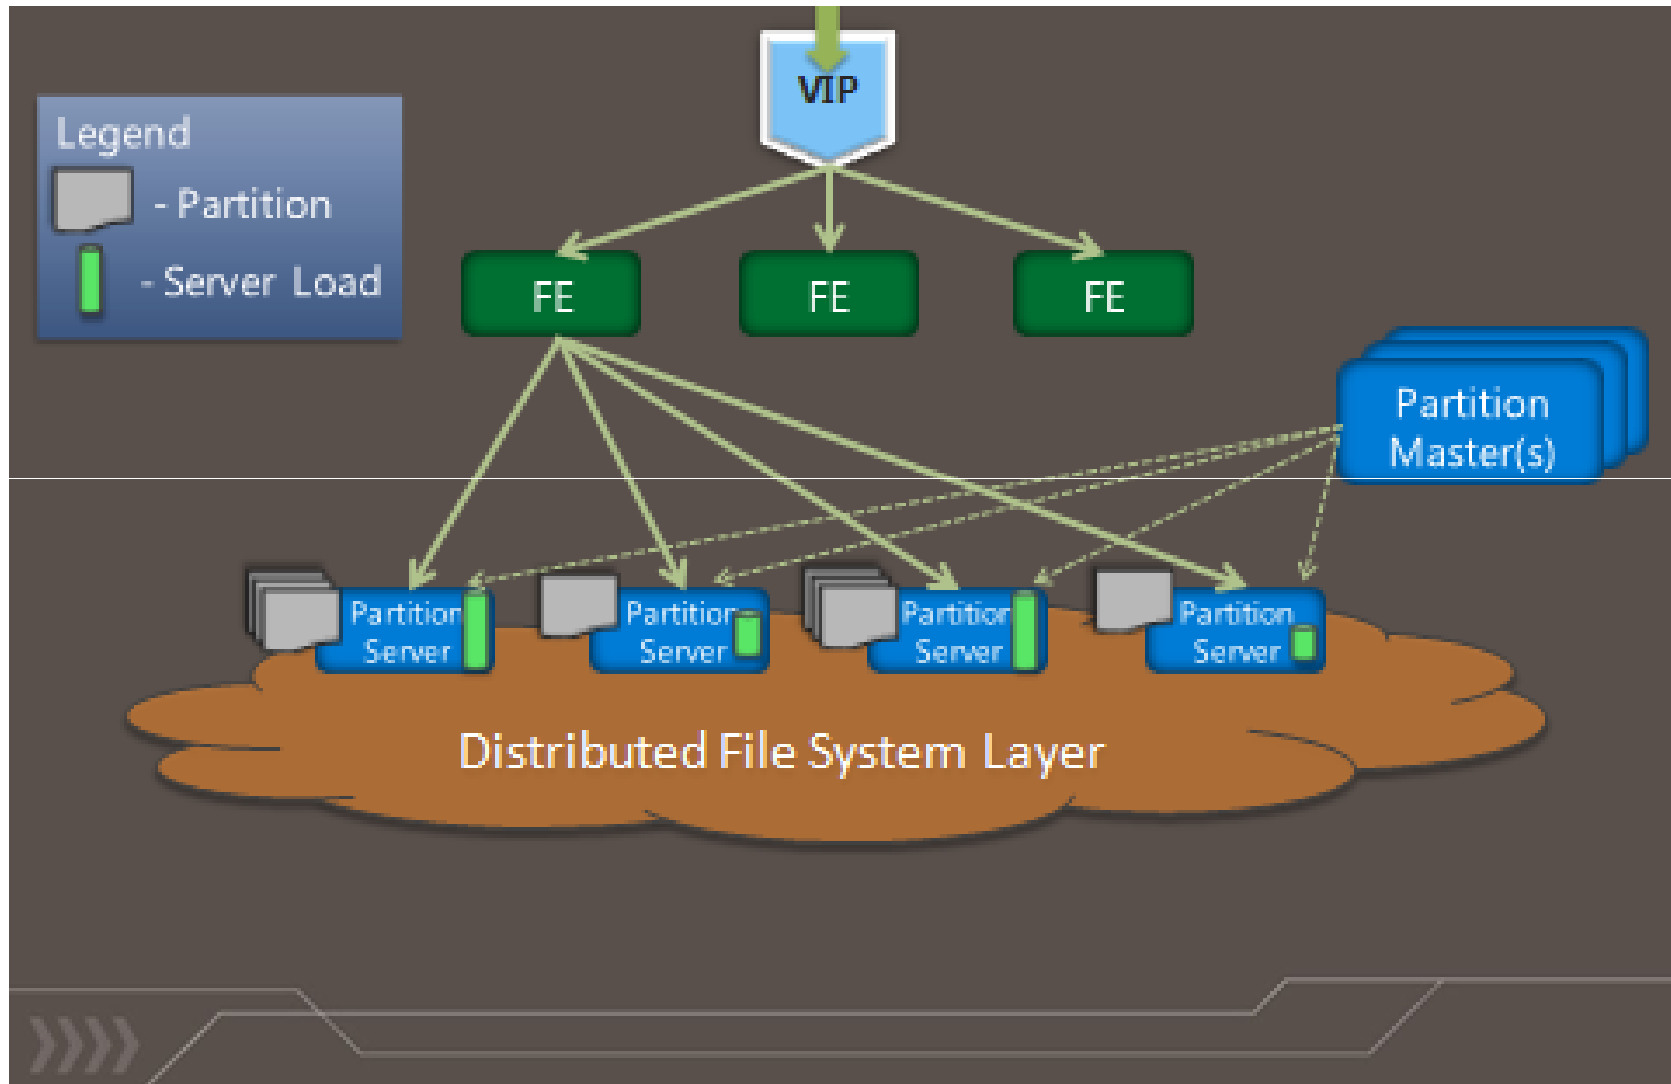 VIP
Legend
- Partition
- Server Load
FE
FE
FE
Partition
Master(s)
Partition
Server
Partition
Server
Partition
Server
Partition
Server
Distributed File System Layer